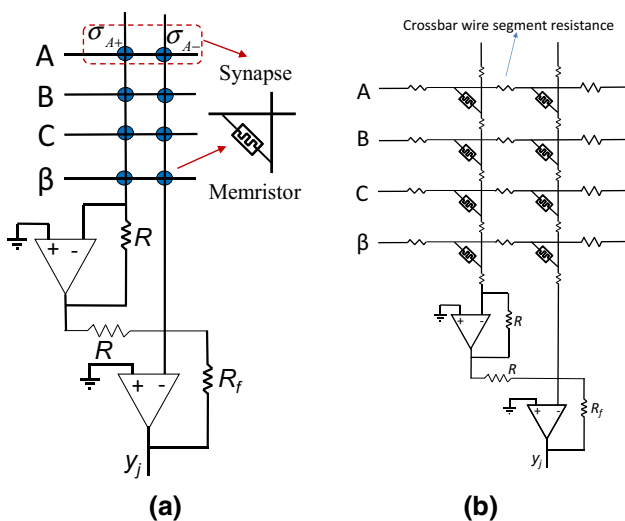 σA+ σA−
A
B
C
β
Synapse
Memristor
+ -
R
R
+ -
Rf
yj
(a)
Crossbar wire segment resistance
A
B
C
β
+ -
R
R
+ -
Rf
yj
(b)